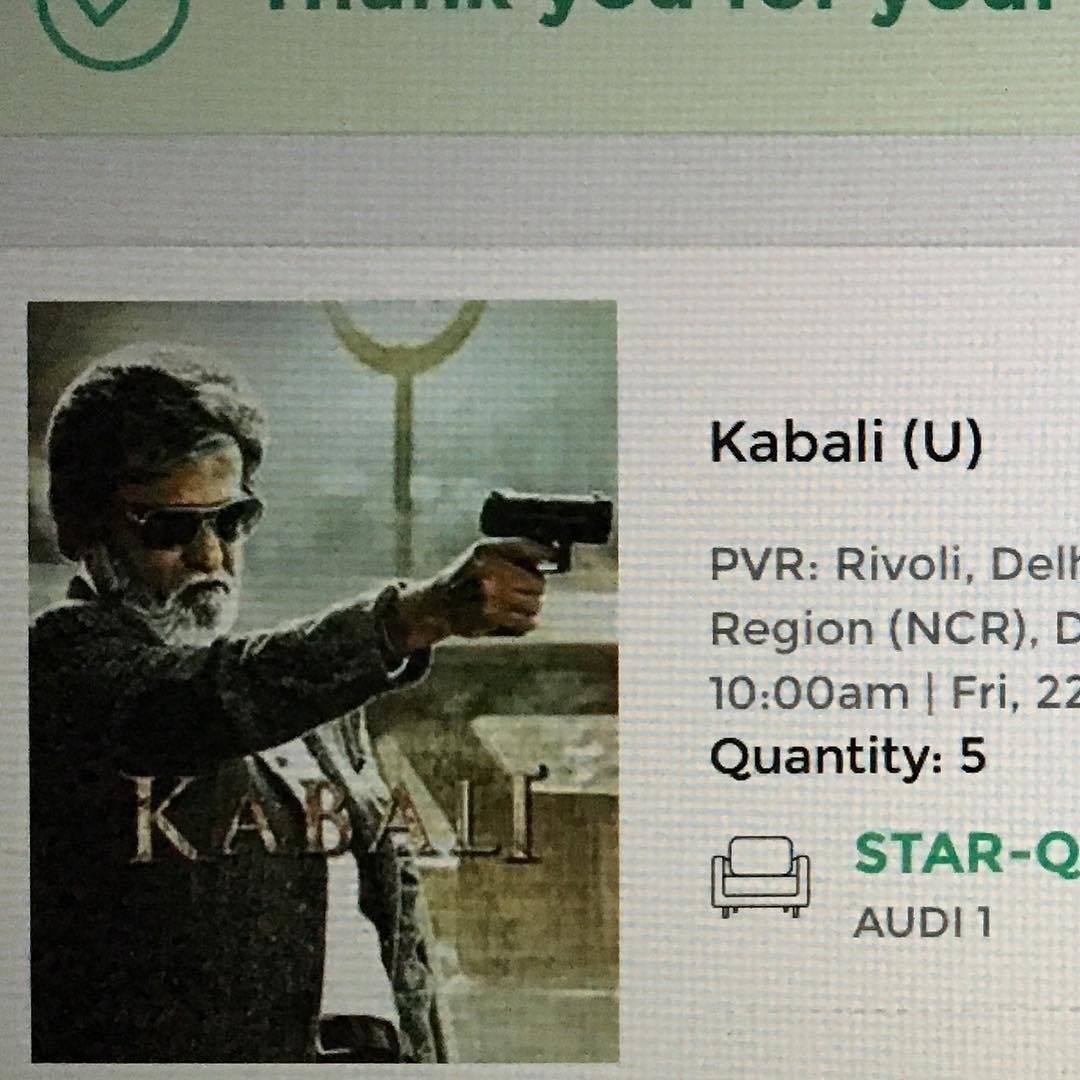 Thank you for your
KABALI
Kabali (U)
PVR: Rivoli, Delh
Region (NCR), D
10:00am | Fri, 22
Quantity: 5
STAR-Q
AUDI 1